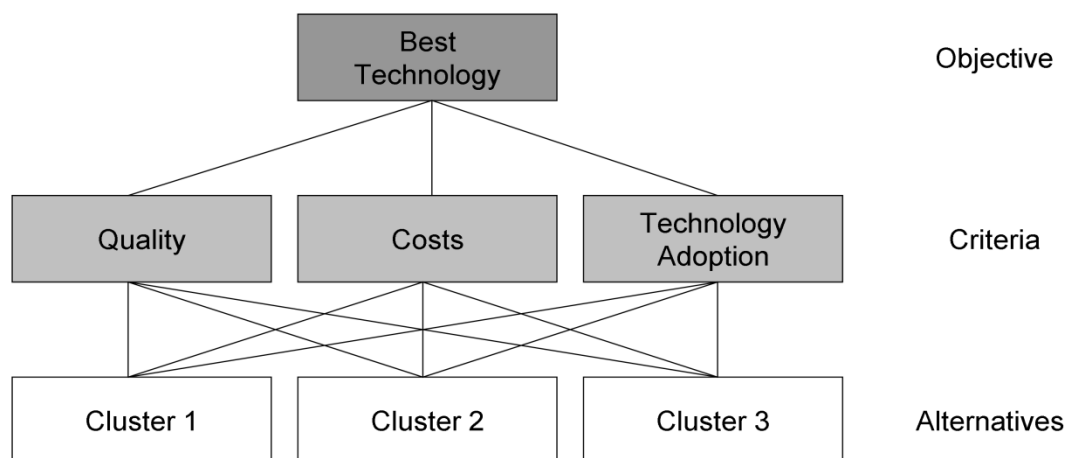 Best
Technology
Objective
Quality
Costs
Technology
Adoption
Criteria
Cluster 1
Cluster 2
Cluster 3
Alternatives